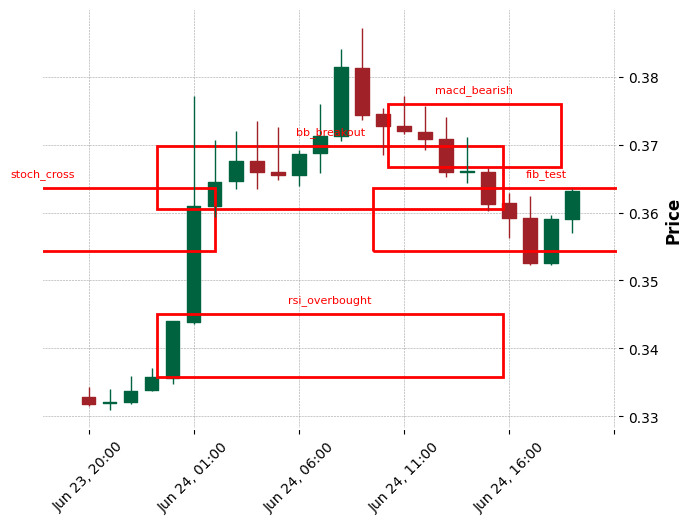 0.38
macd_bearish
bb_breakout
0.37
stoch_cross
fib_test
0.36
Price
0.35
rsi_overbought
0.34
0.33
Jun 23, 20:00
Jun 24, 01:00
Jun 24, 06:00
Jun 24, 11:00
Jun 24, 16:00